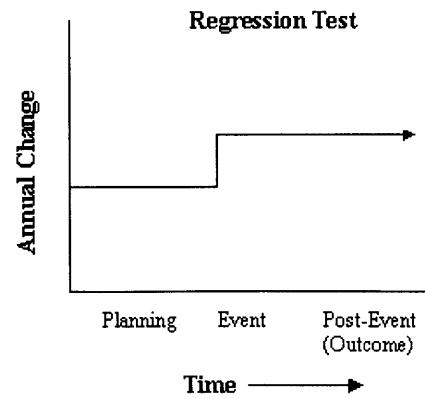 Regression Test
Annual Change
Planning Event Post-Event
(Outcome)
Time